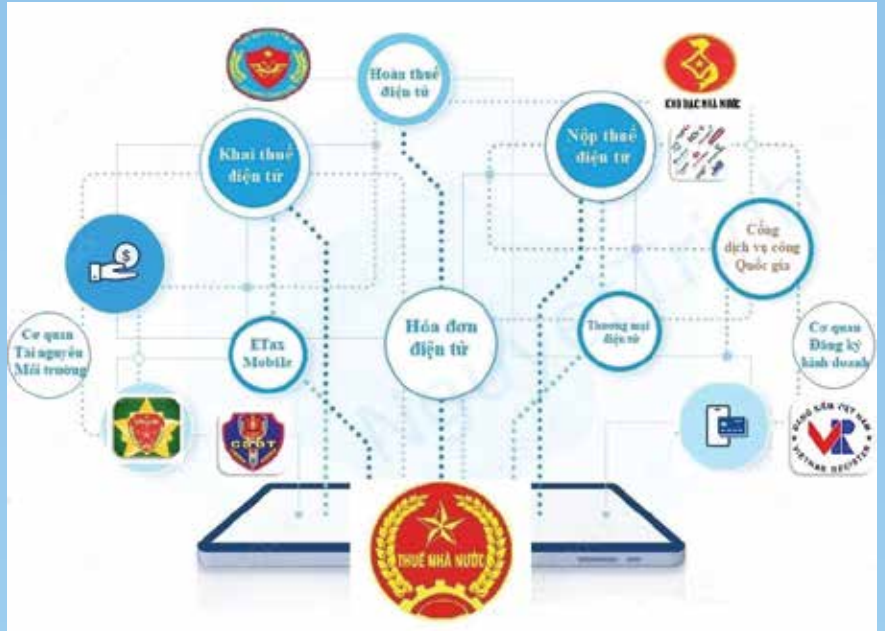 Hoàn thuế
điện tử
KHO BẠC NHÀ NƯỚC
Khai thuế
điện tử
Nộp thuế
điện tử
Cổng
dịch vụ công
Quốc gia
Cơ quan
Tài nguyên
Môi trường
ETax
Mobile
Hóa đơn
điện tử
Thương mại
điện tử
Cơ quan
Đăng ký
kinh doanh
CSGT
ĐĂNG KIỂM VIỆT NAM
VR
VIETNAM REGISTER
THUẾ NHÀ NƯỚC